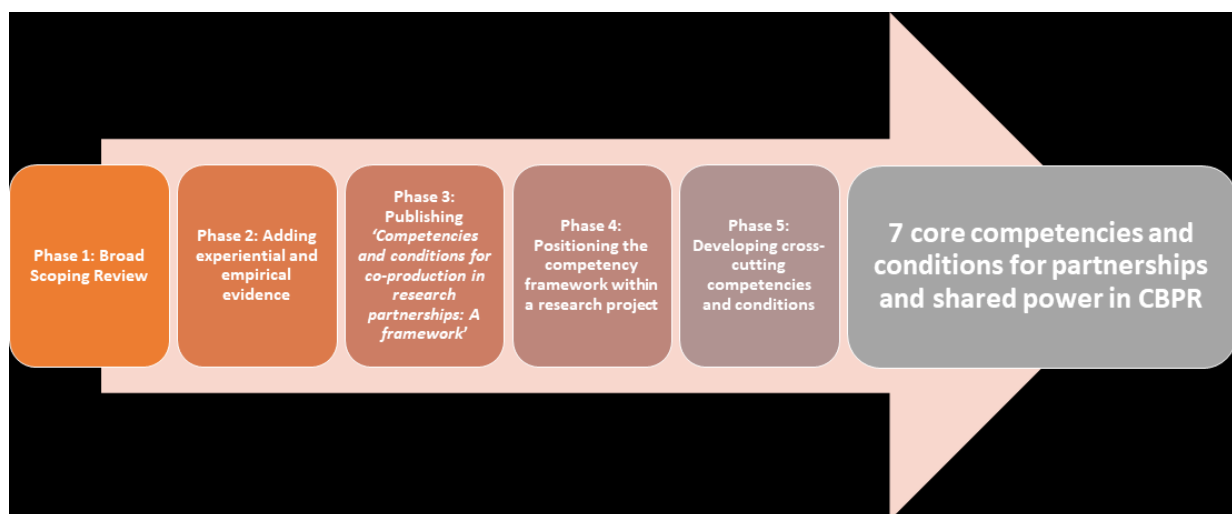 Phase 1: Broad
Scoping Review
Phase 2: Adding
experiential and
empirical
evidence
Phase 3:
Publishing
‘Competencies
and conditions for
co-production in
research
partnerships: A
framework’
Phase 4:
Positioning the
competency
framework within
a research project
Phase 5:
Developing cross-
cutting
competencies
and conditions
7 core competencies and
conditions for partnerships
and shared power in CBPR